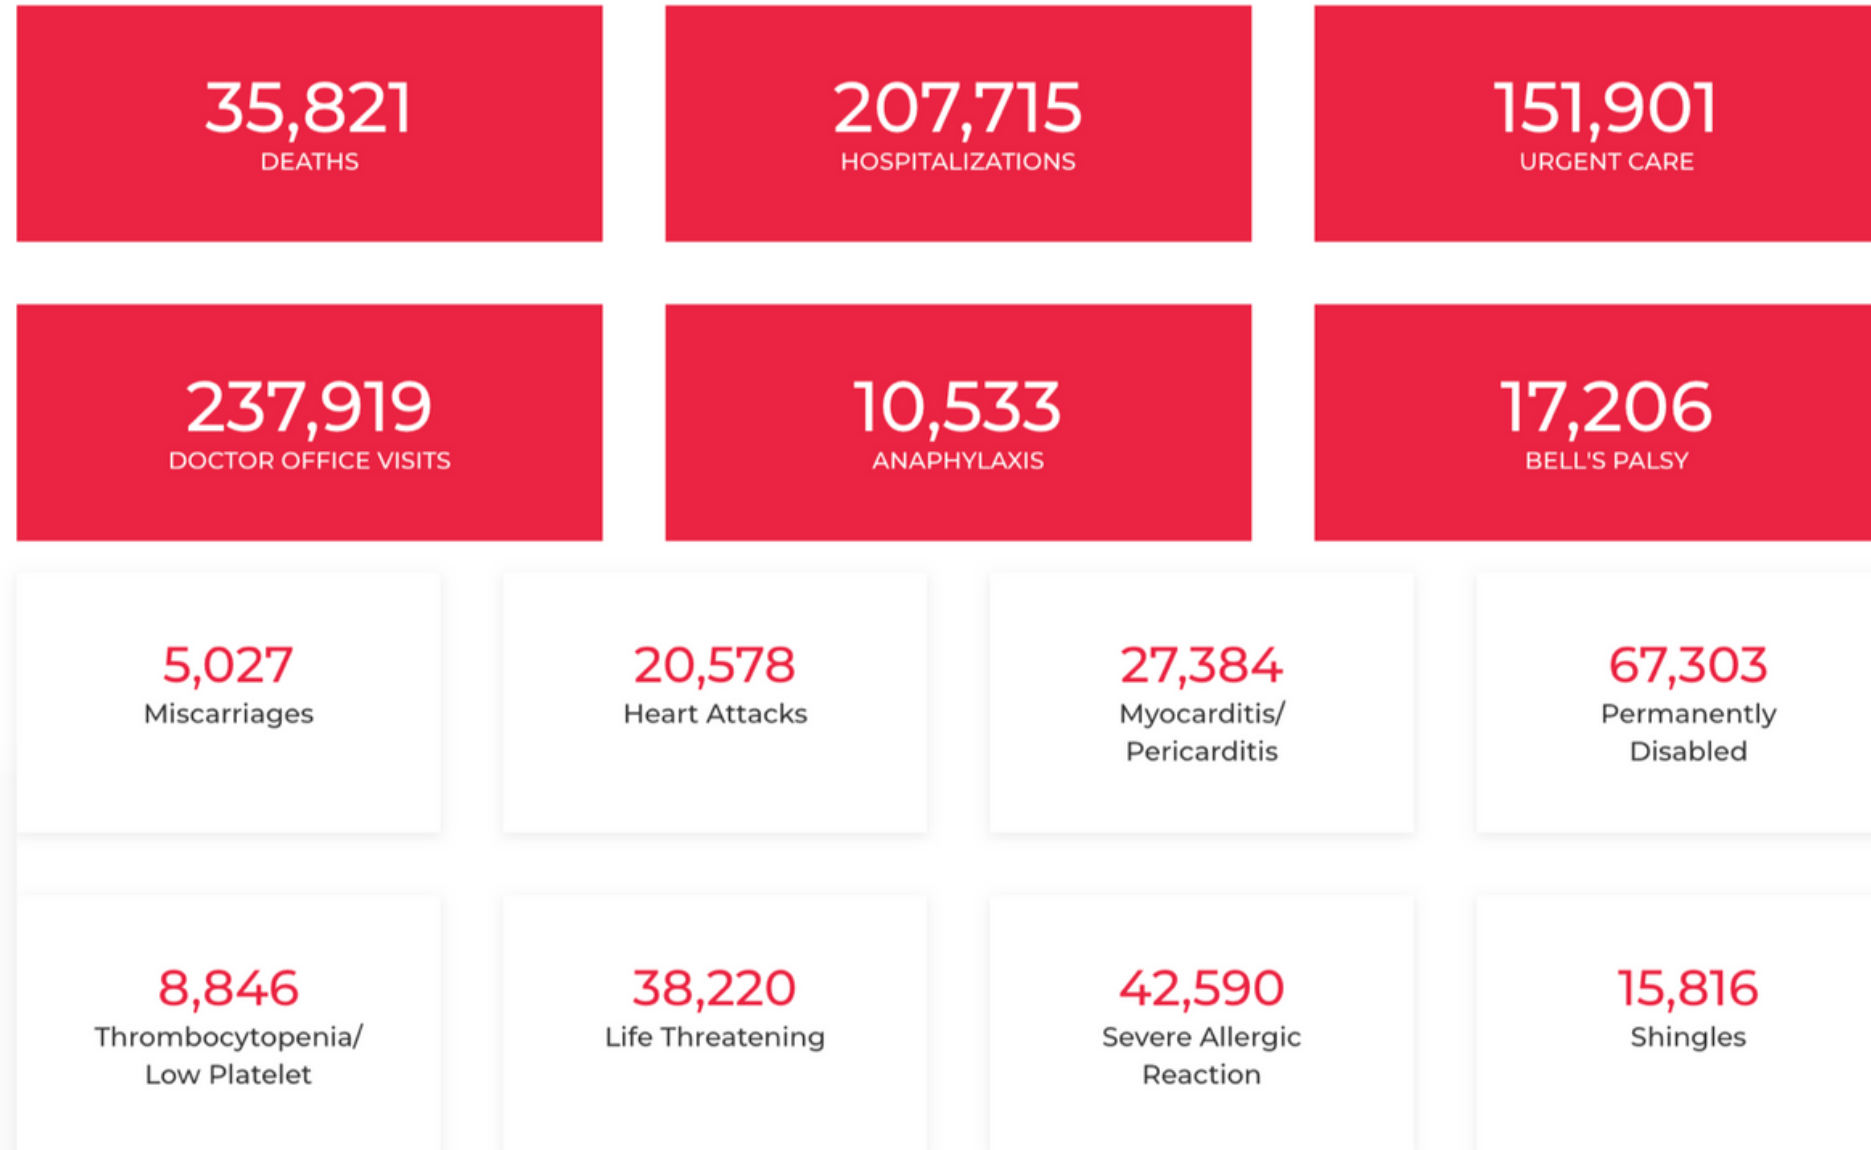 35,821
DEATHS
207,715
HOSPITALIZATIONS
151,901
URGENT CARE
237,919
DOCTOR OFFICE VISITS
10,533
ANAPHYLAXIS
17,206
BELL'S PALSY
5,027
Miscarriages
20,578
Heart Attacks
27,384
Myocarditis/
Pericarditis
67,303
Permanently
Disabled
8,846
Thrombocytopenia/
Low Platelet
38,220
Life Threatening
42,590
Severe Allergic
Reaction
15,816
Shingles